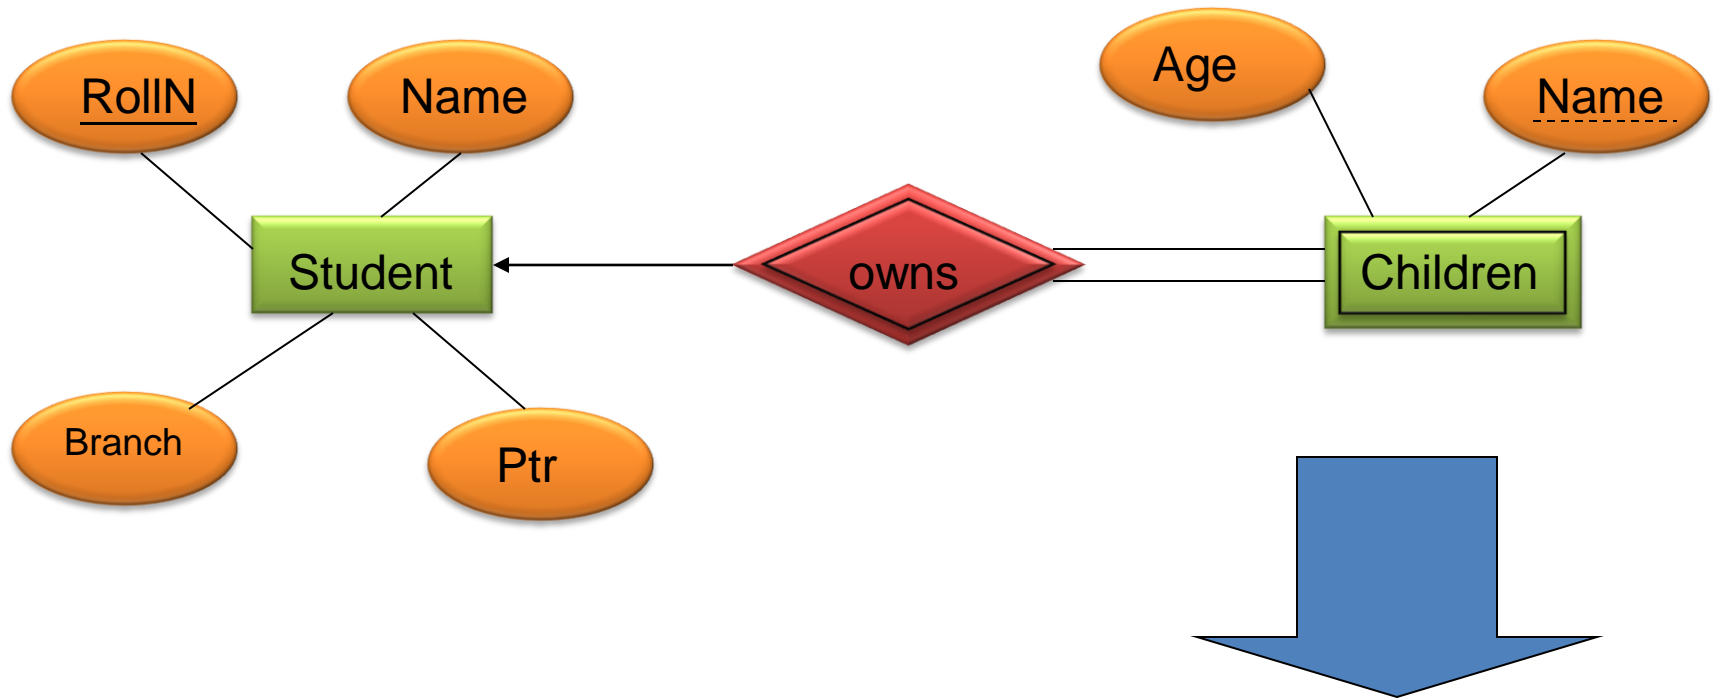 RollN
Name
Age
Name
Student
owns
Children
Branch
Ptr